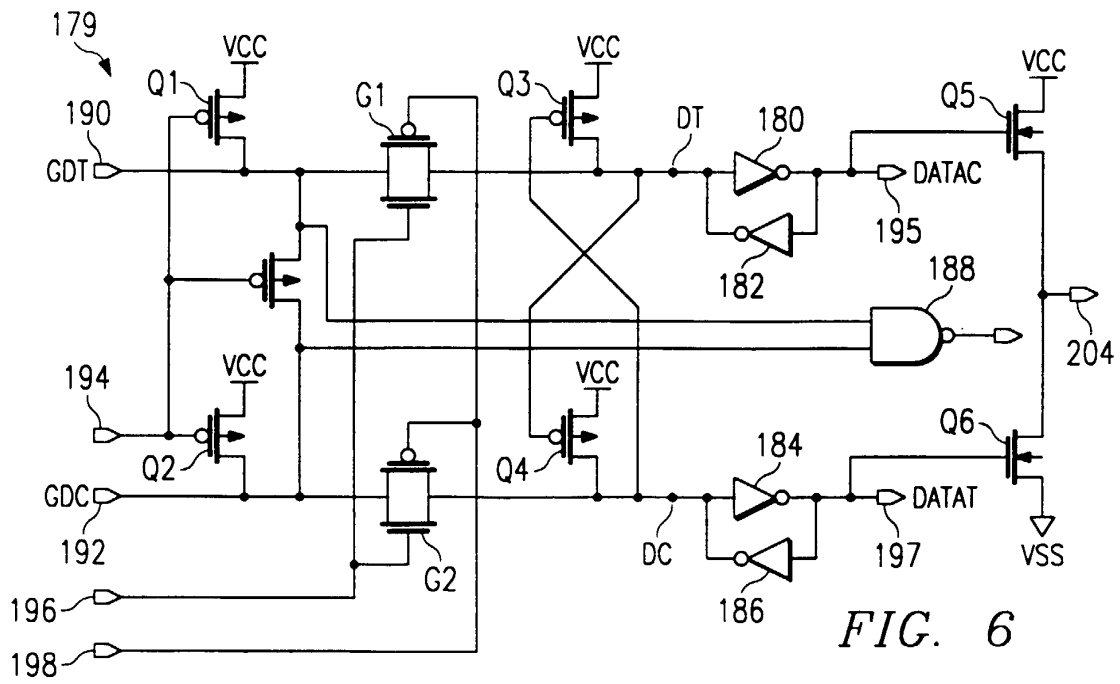 179
VCC
Q1
190
GDT
G1
Q3
VCC
DT
180
DATAC
195
182
VCC
Q5
188
204
194
VCC
Q2
VCC
Q4
184
Q6
GDC
192
G2
DC
DATAT
197
186
VSS
196
198
FIG. 6